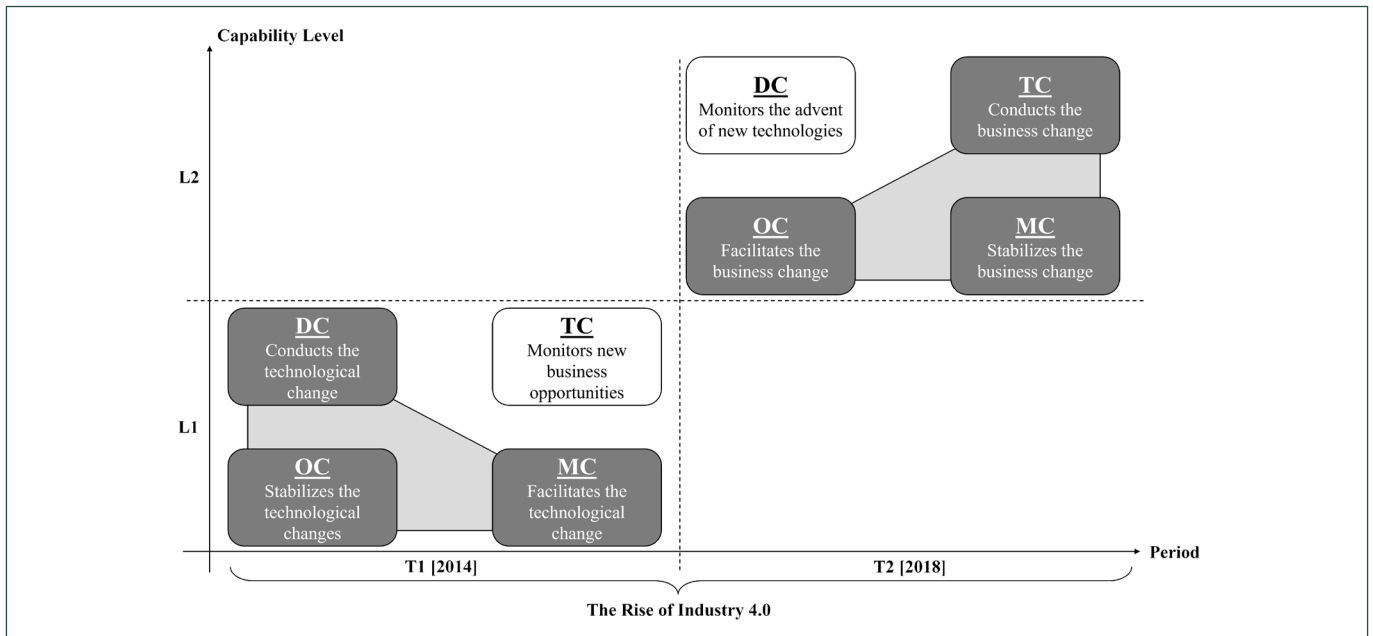 Capability Level
DC
Monitors the advent
of new technologies
TC
Conducts the
business change
L2
OC
Facilitates the
business change
MC
Stabilizes the
business change
DC
Conducts the
technological
change
TC
Monitors new
business
opportunities
L1
OC
Stabilizes the
technological
changes
MC
Facilitates the
technological
change
Period
T1 [2014]
T2 [2018]
The Rise of Industry 4.0